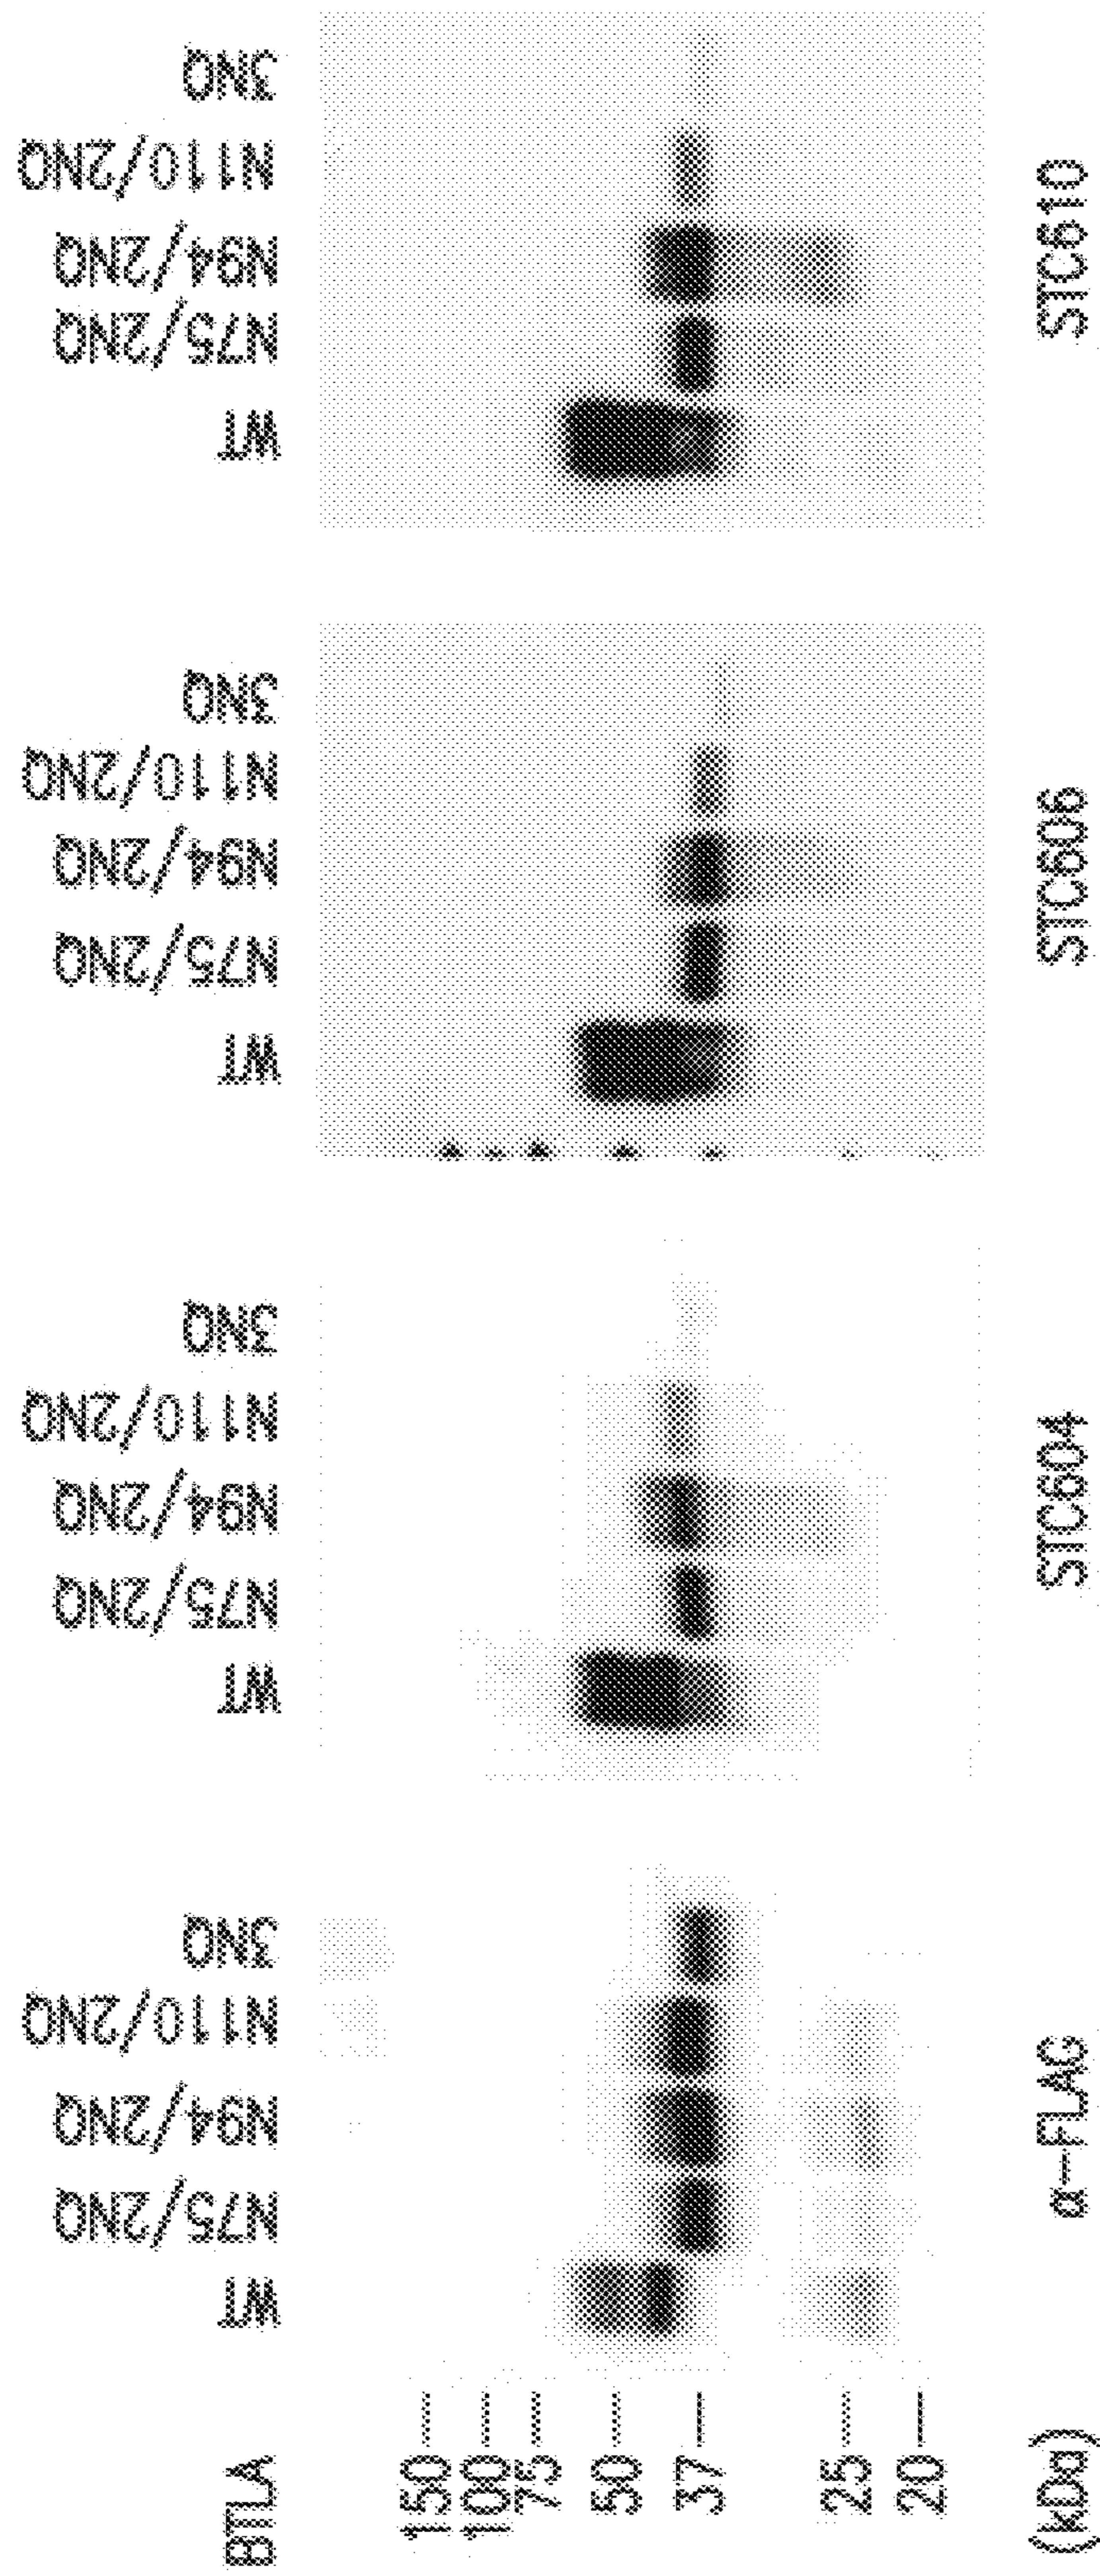 BTLA
WT N75/2NQ N94/2NQ N110/2NQ 3NQ
WT N75/2NQ N94/2NQ N110/2NQ 3NQ
WT N75/2NQ N94/2NQ N110/2NQ 3NQ
WT N75/2NQ N94/2NQ N110/2NQ 3NQ
150
100
75
50
37
25
20
(kDa)
α-FLAG
STC604
STC606
STC610